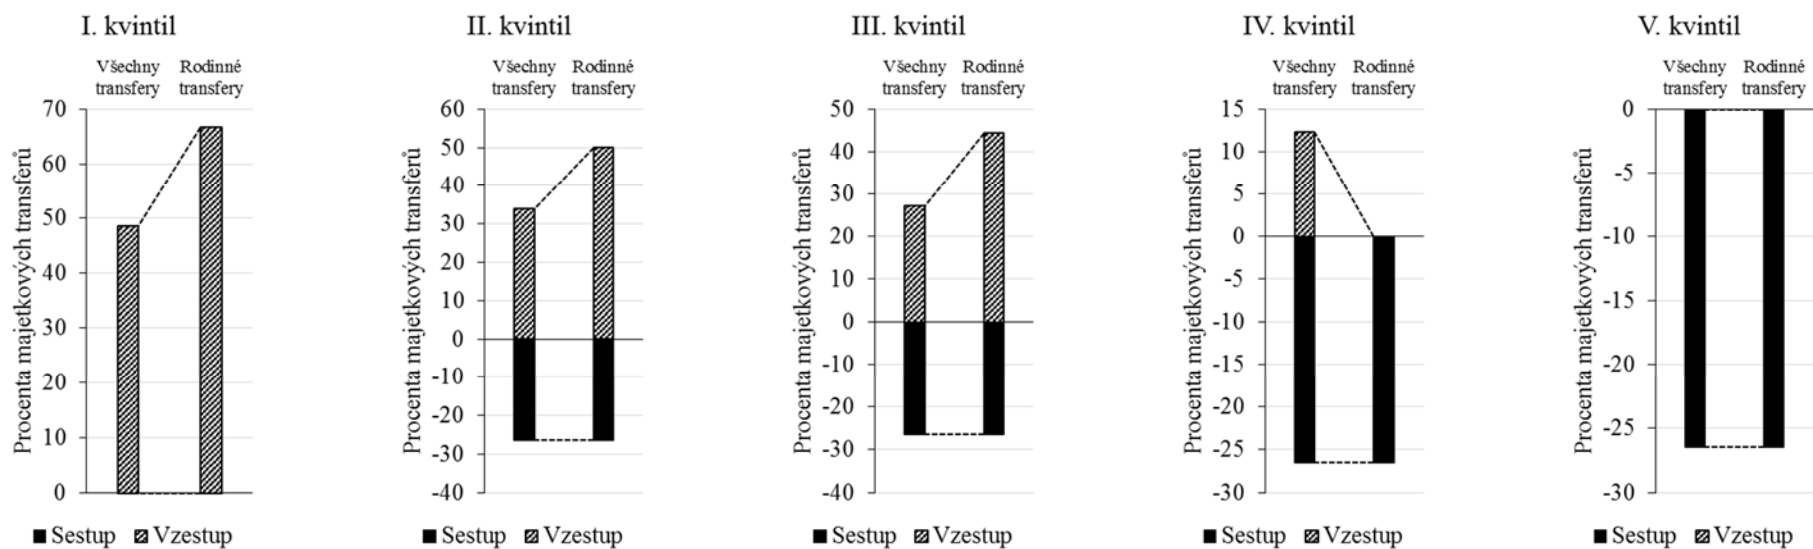 I. kvintil
Všechny transfery
Rodinné transfery
Procenta majetkových transferů
70
60
50
40
30
20
10
0
Sestup Vzestup
II. kvintil
Všechny transfery
Rodinné transfery
Procenta majetkových transferů
60
50
40
30
20
10
0
-10
-20
-30
-40
Sestup Vzestup
III. kvintil
Všechny transfery
Rodinné transfery
Procenta majetkových transferů
50
40
30
20
10
0
-10
-20
-30
-40
Sestup Vzestup
IV. kvintil
Všechny transfery
Rodinné transfery
Procenta majetkových transferů
15
10
5
0
-5
-10
-15
-20
-25
-30
Sestup Vzestup
V. kvintil
Všechny transfery
Rodinné transfery
Procenta majetkových transferů
0
-5
-10
-15
-20
-25
-30
Sestup Vzestup